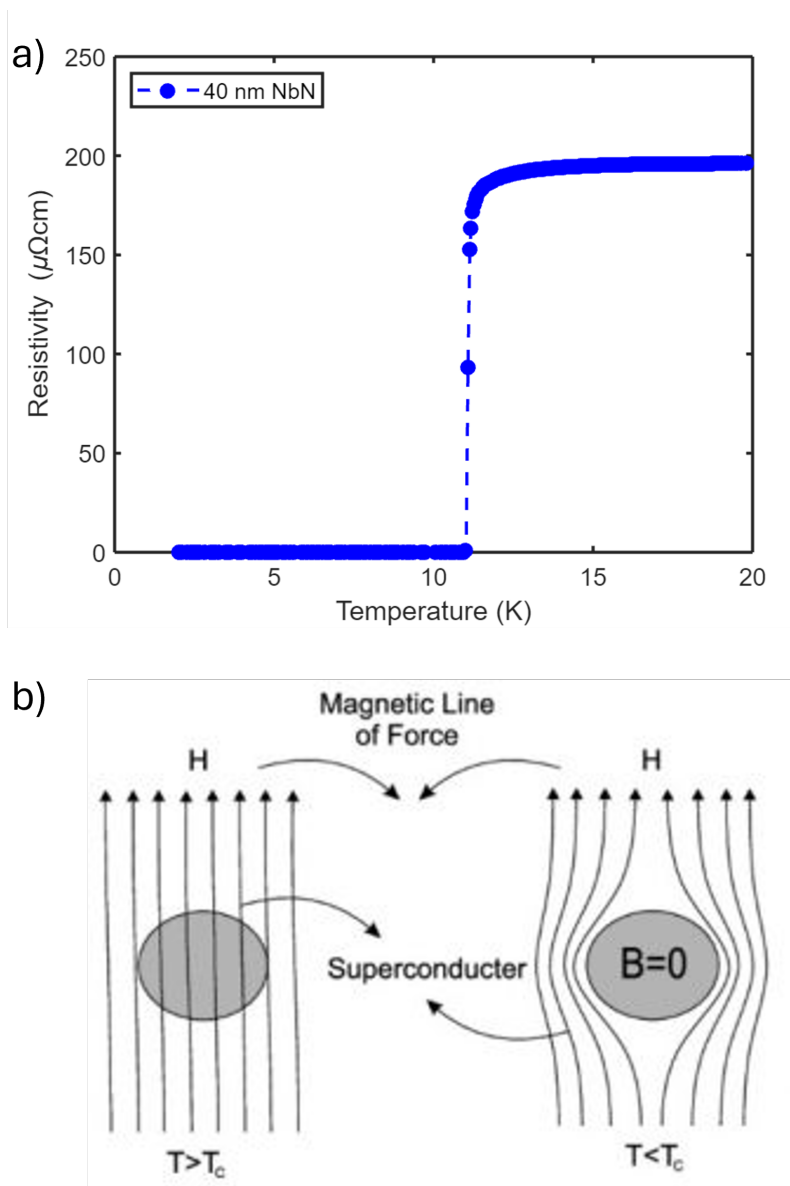 a)
250
40 nm NbN
200
150
100
50
0
Resistivity (μΩcm)
0 5 10 15 20
Temperature (K)
b)
Magnetic Line
of Force
H H
Superconducter
B=0
T>Tc
T<Tc